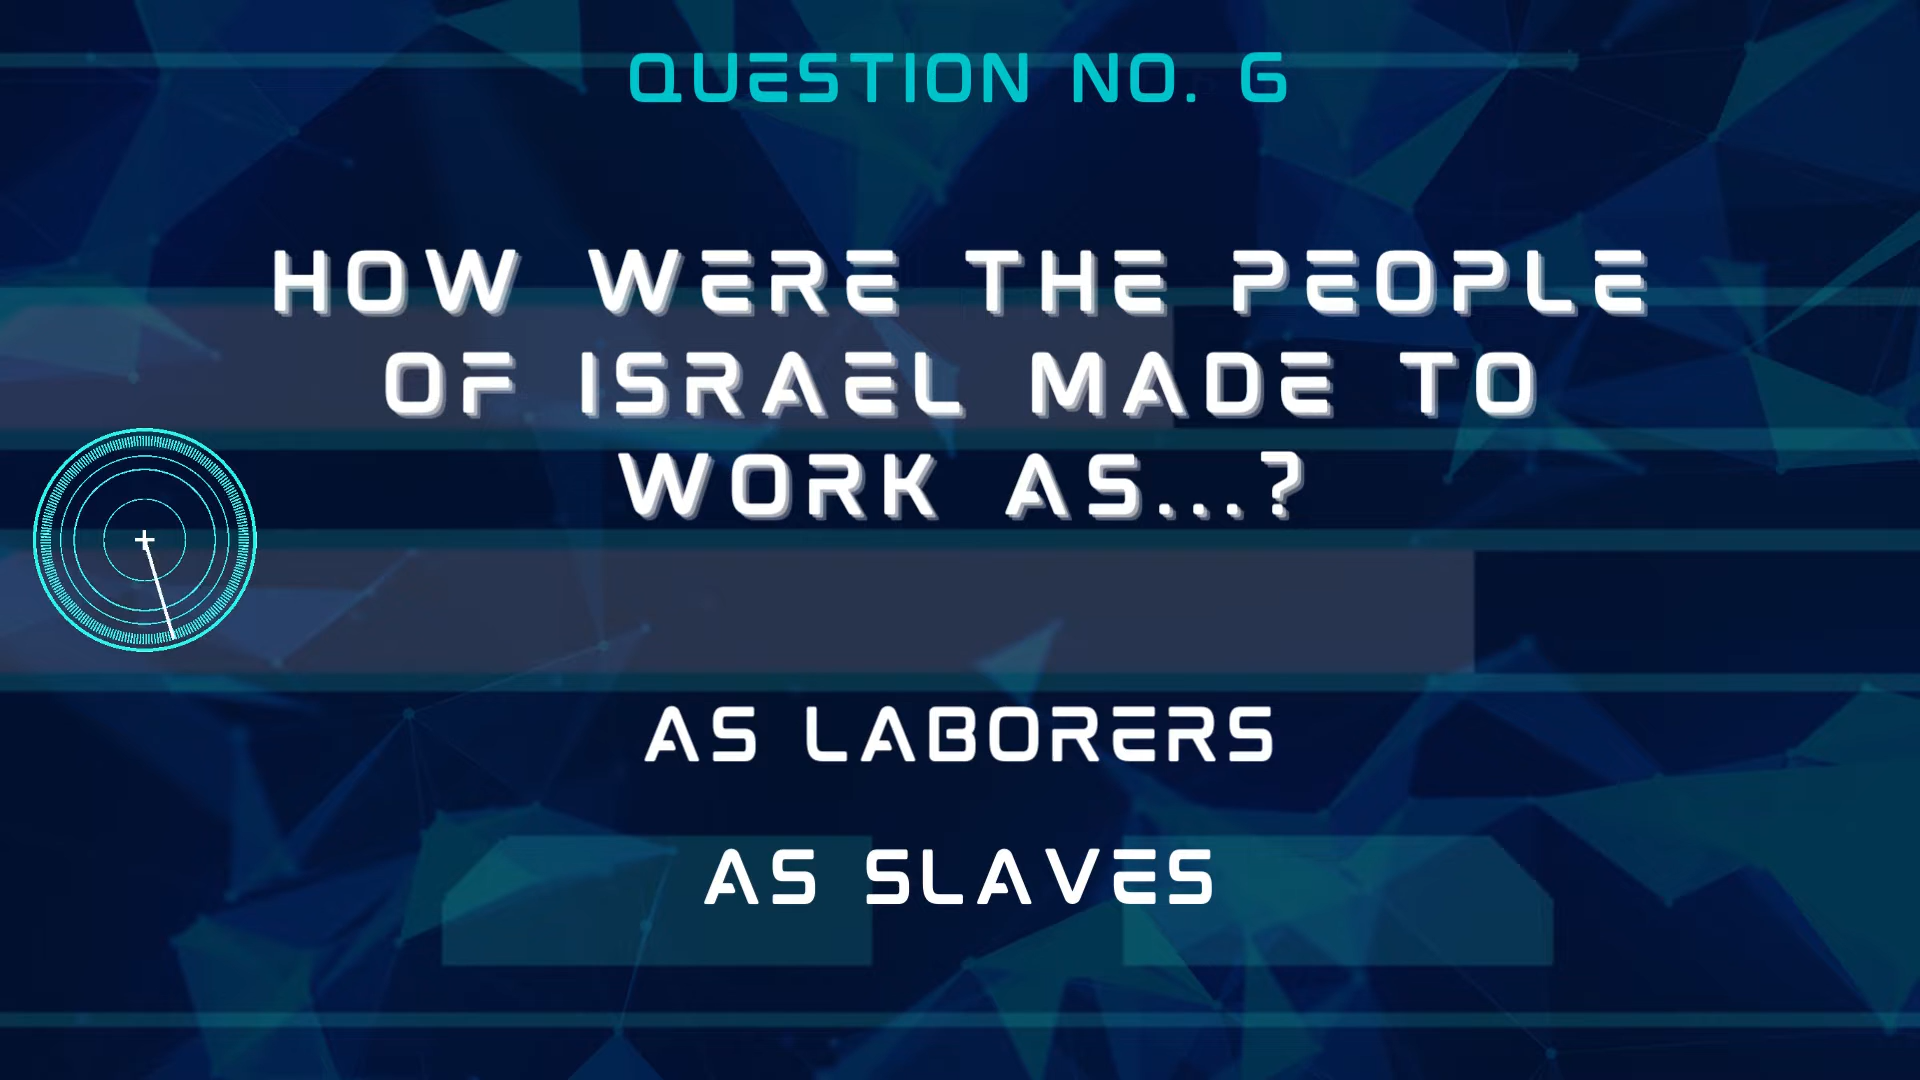 QUESTION NO. 6
HOW WERE THE PEOPLE
OF ISRAEL MADE TO
WORK AS...?
AS LABORERS
AS SLAVES